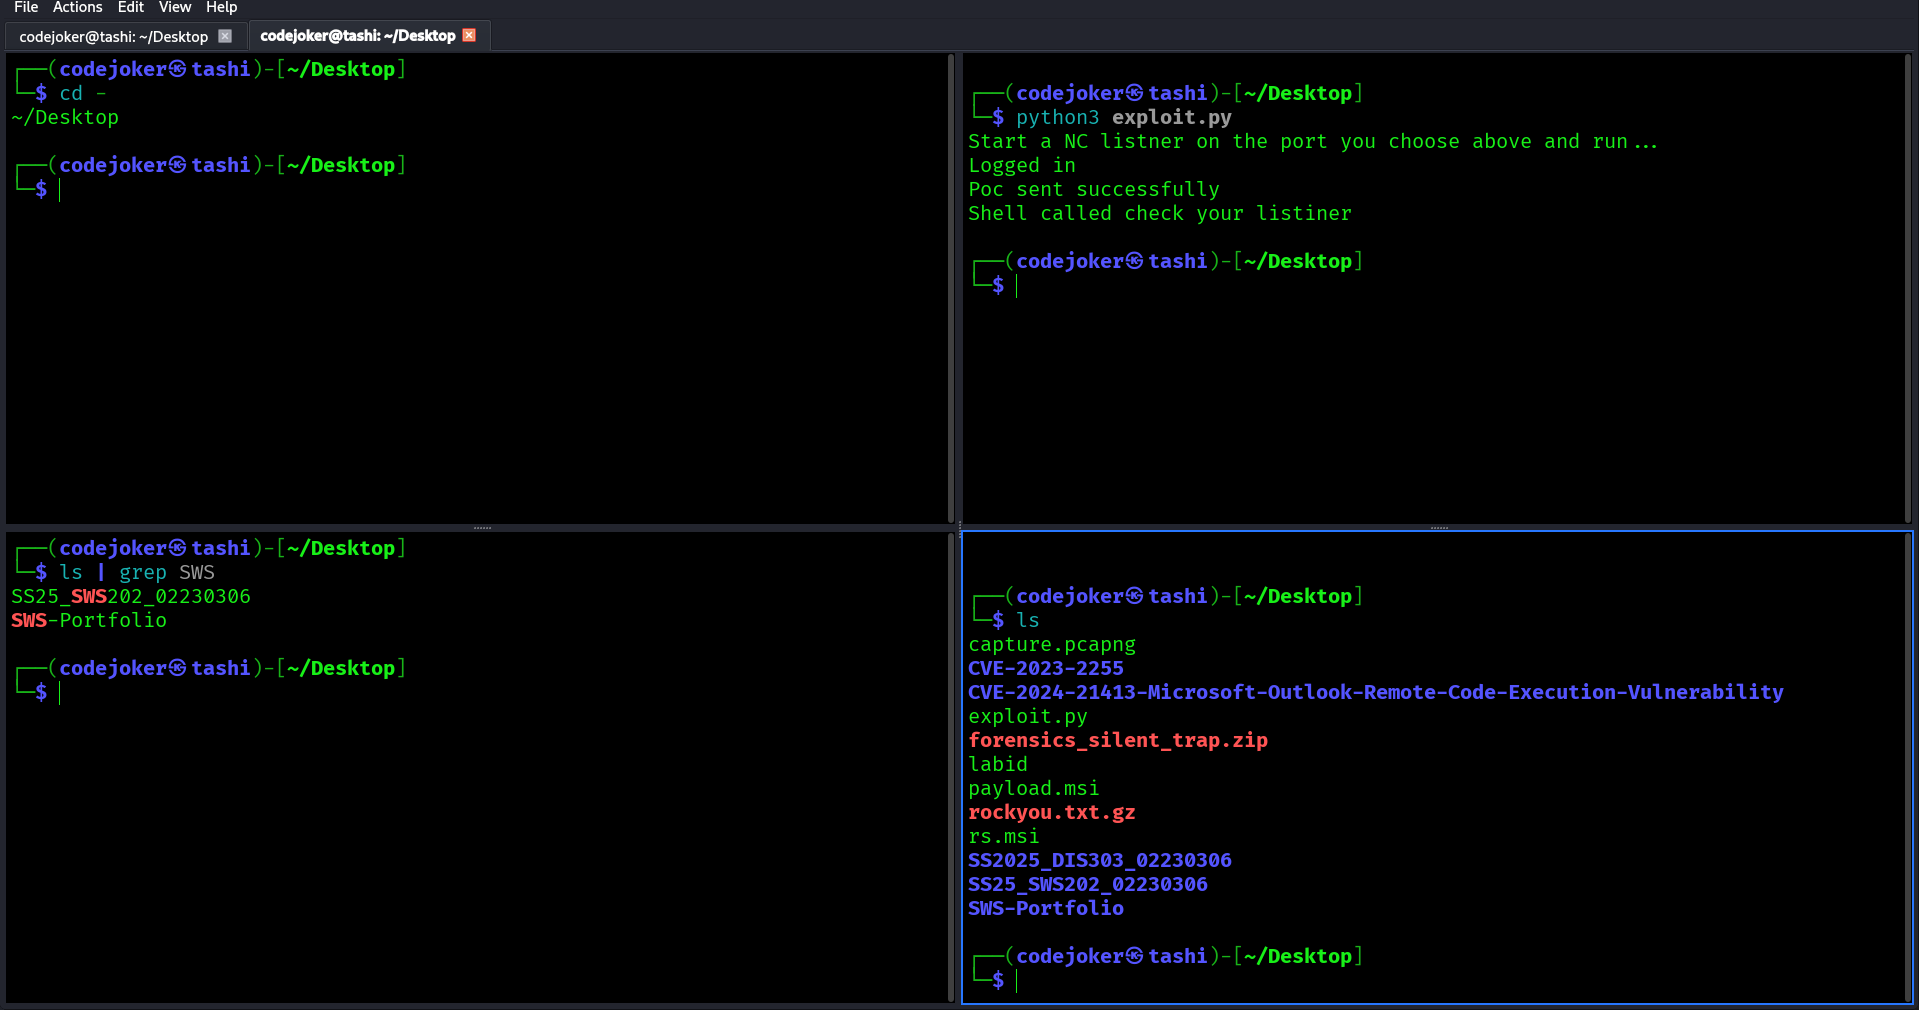 File Actions Edit View Help
codejoker@tashi: ~/Desktop
codejoker@tashi: ~/Desktop
┌──(codejoker㉿tashi)-[~/Desktop]
└─$ cd -
~/Desktop
┌──(codejoker㉿tashi)-[~/Desktop]
└─$
┌──(codejoker㉿tashi)-[~/Desktop]
└─$ python3 exploit.py
Start a NC listner on the port you choose above and run...
Logged in
Poc sent successfully
Shell called check your listiner
┌──(codejoker㉿tashi)-[~/Desktop]
└─$
┌──(codejoker㉿tashi)-[~/Desktop]
└─$ ls | grep SWS
SS25_SWS202_02230306
SWS-Portfolio
┌──(codejoker㉿tashi)-[~/Desktop]
└─$
┌──(codejoker㉿tashi)-[~/Desktop]
└─$ ls
capture.pcapng
CVE-2023-2255
CVE-2024-21413-Microsoft-Outlook-Remote-Code-Execution-Vulnerability
exploit.py
forensics_silent_trap.zip
labid
payload.msi
rockyou.txt.gz
rs.msi
SS2025_DIS303_02230306
SS25_SWS202_02230306
SWS-Portfolio
┌──(codejoker㉿tashi)-[~/Desktop]
└─$